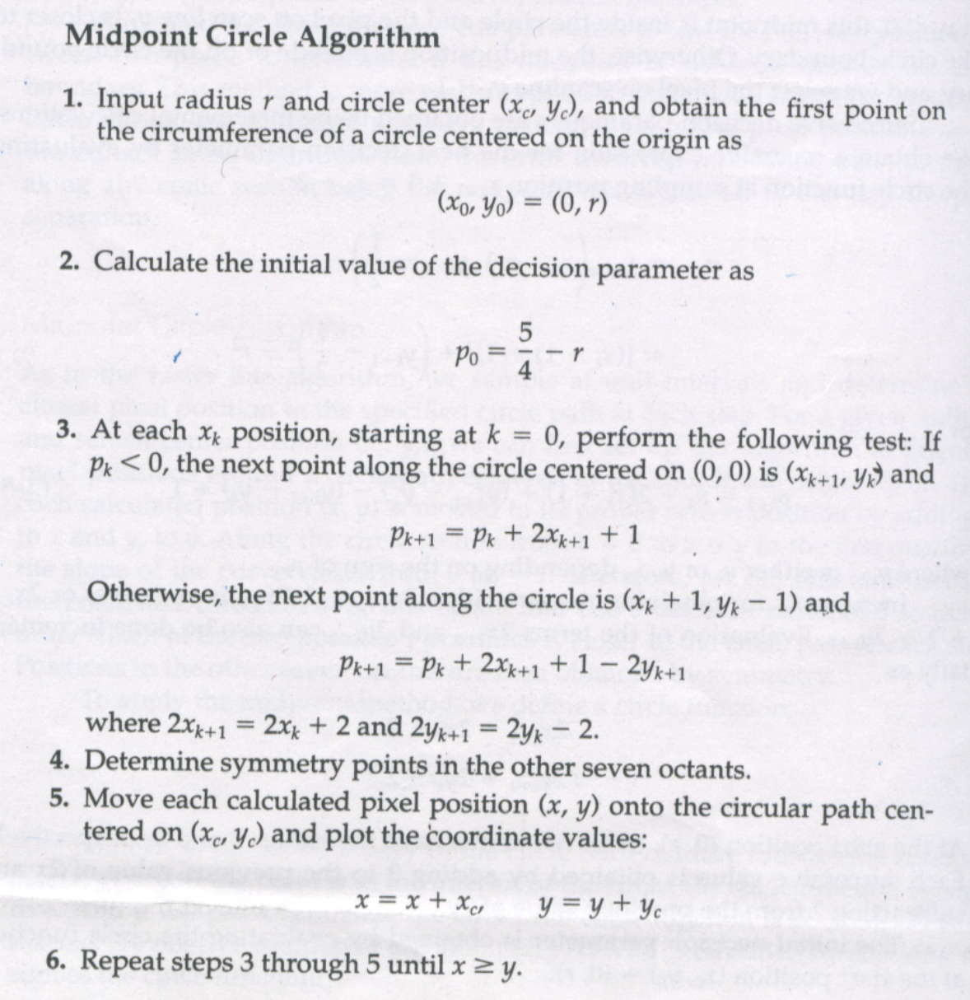 Midpoint Circle Algorithm
1. Input radius r and circle center (x_c, y_c), and obtain the first point on
the circumference of a circle centered on the origin as
(x_0, y_0) = (0, r)
2. Calculate the initial value of the decision parameter as
p_0 = 5/4 − r
3. At each x_k position, starting at k = 0, perform the following test: If
p_k < 0, the next point along the circle centered on (0, 0) is (x_{k+1}, y_k) and
p_{k+1} = p_k + 2x_{k+1} + 1
Otherwise, the next point along the circle is (x_k + 1, y_k − 1) and
p_{k+1} = p_k + 2x_{k+1} + 1 − 2y_{k+1}
where 2x_{k+1} = 2x_k + 2 and 2y_{k+1} = 2y_k − 2.
4. Determine symmetry points in the other seven octants.
5. Move each calculated pixel position (x, y) onto the circular path cen-
tered on (x_c, y_c) and plot the coordinate values:
x = x + x_c, y = y + y_c
6. Repeat steps 3 through 5 until x ≥ y.